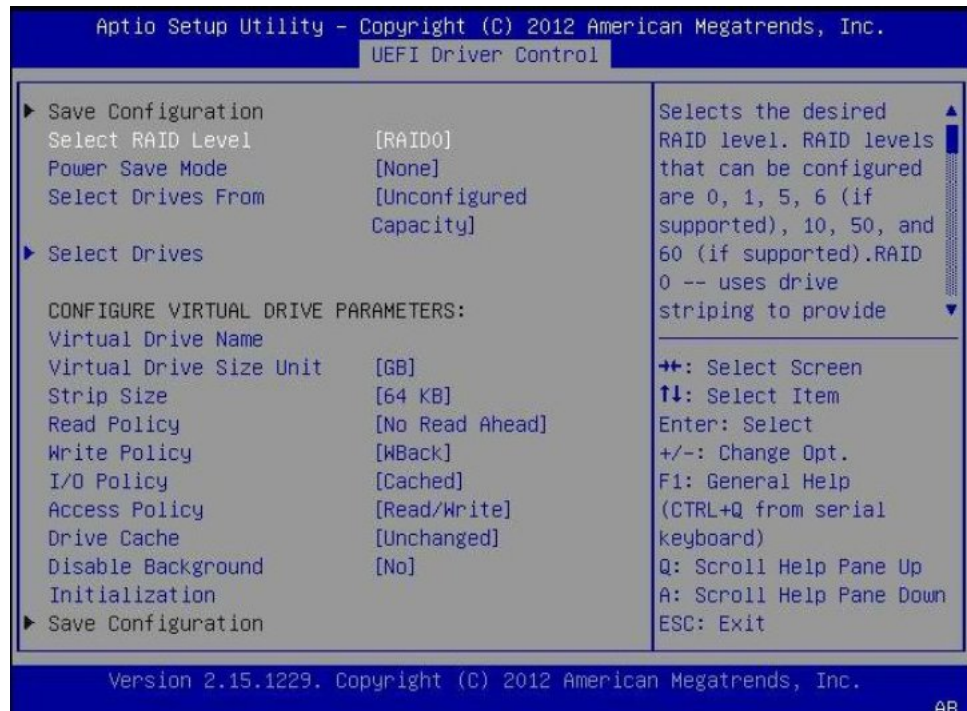 Aptio Setup Utility – Copyright (C) 2012 American Megatrends, Inc.
UEFI Driver Control
▶ Save Configuration
Select RAID Level [RAID0]
Power Save Mode [None]
Select Drives From [Unconfigured
Capacity]
▶ Select Drives
CONFIGURE VIRTUAL DRIVE PARAMETERS:
Virtual Drive Name
Virtual Drive Size Unit [GB]
Strip Size [64 KB]
Read Policy [No Read Ahead]
Write Policy [WBack]
I/O Policy [Cached]
Access Policy [Read/Write]
Drive Cache [Unchanged]
Disable Background [No]
Initialization
▶ Save Configuration
Selects the desired
RAID level. RAID levels
that can be configured
are 0, 1, 5, 6 (if
supported), 10, 50, and
60 (if supported).RAID
0 -- uses drive
striping to provide
→←: Select Screen
↑↓: Select Item
Enter: Select
+/-: Change Opt.
F1: General Help
(CTRL+Q from serial
keyboard)
Q: Scroll Help Pane Up
A: Scroll Help Pane Down
ESC: Exit
Version 2.15.1229. Copyright (C) 2012 American Megatrends, Inc.
AB